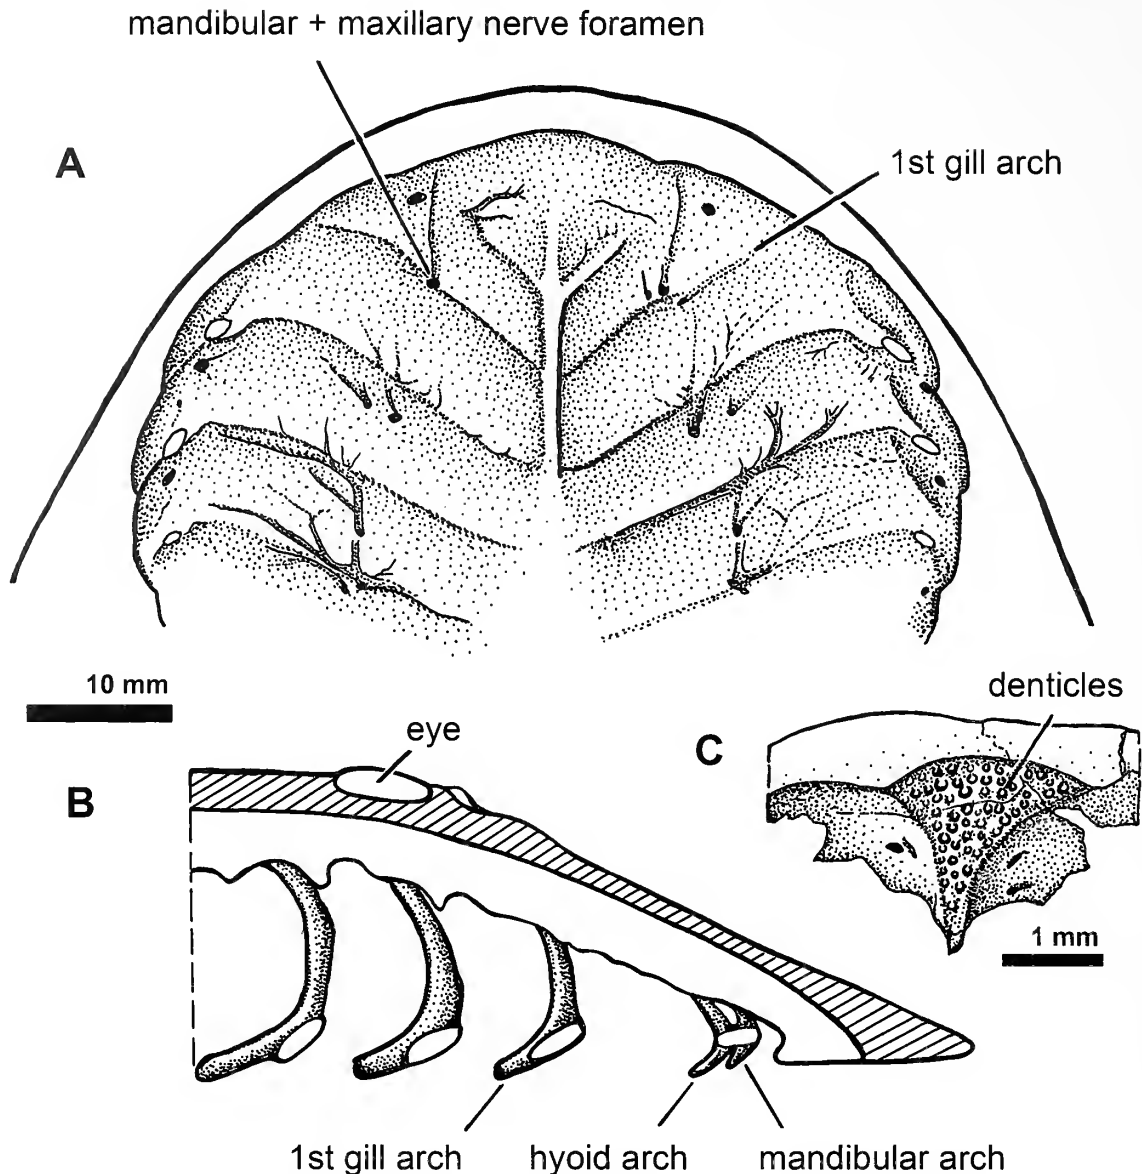 mandibular + maxillary nerve foramen
A
1st gill arch
10 mm
denticles
eye
C
B
1 mm
1st gill arch
hyoid arch
mandibular arch